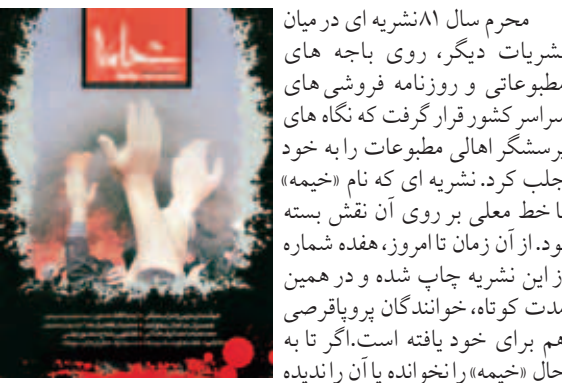 محرم سال ۸۱نشریه ای در میان
نشریات دیگر، روی باجه های
مطبوعاتی و روزنامه فروشی های
سراسر کشور قرار گرفت که نگاه های
پرسشگر اهالی مطبوعات را به خود
جلب کرد. نشریه ای که نام «خیمه»
با خط معلی بر روی آن نقش بسته
بود. از آن زمان تا امروز، هفده شماره
از این نشریه چاپ شده و در همین
مدت کوتاه، خوانندگان پروپاقرصی
هم برای خود یافته است.اگر تا به
حال «خیمه» را نخوانده یا آن را ندیده